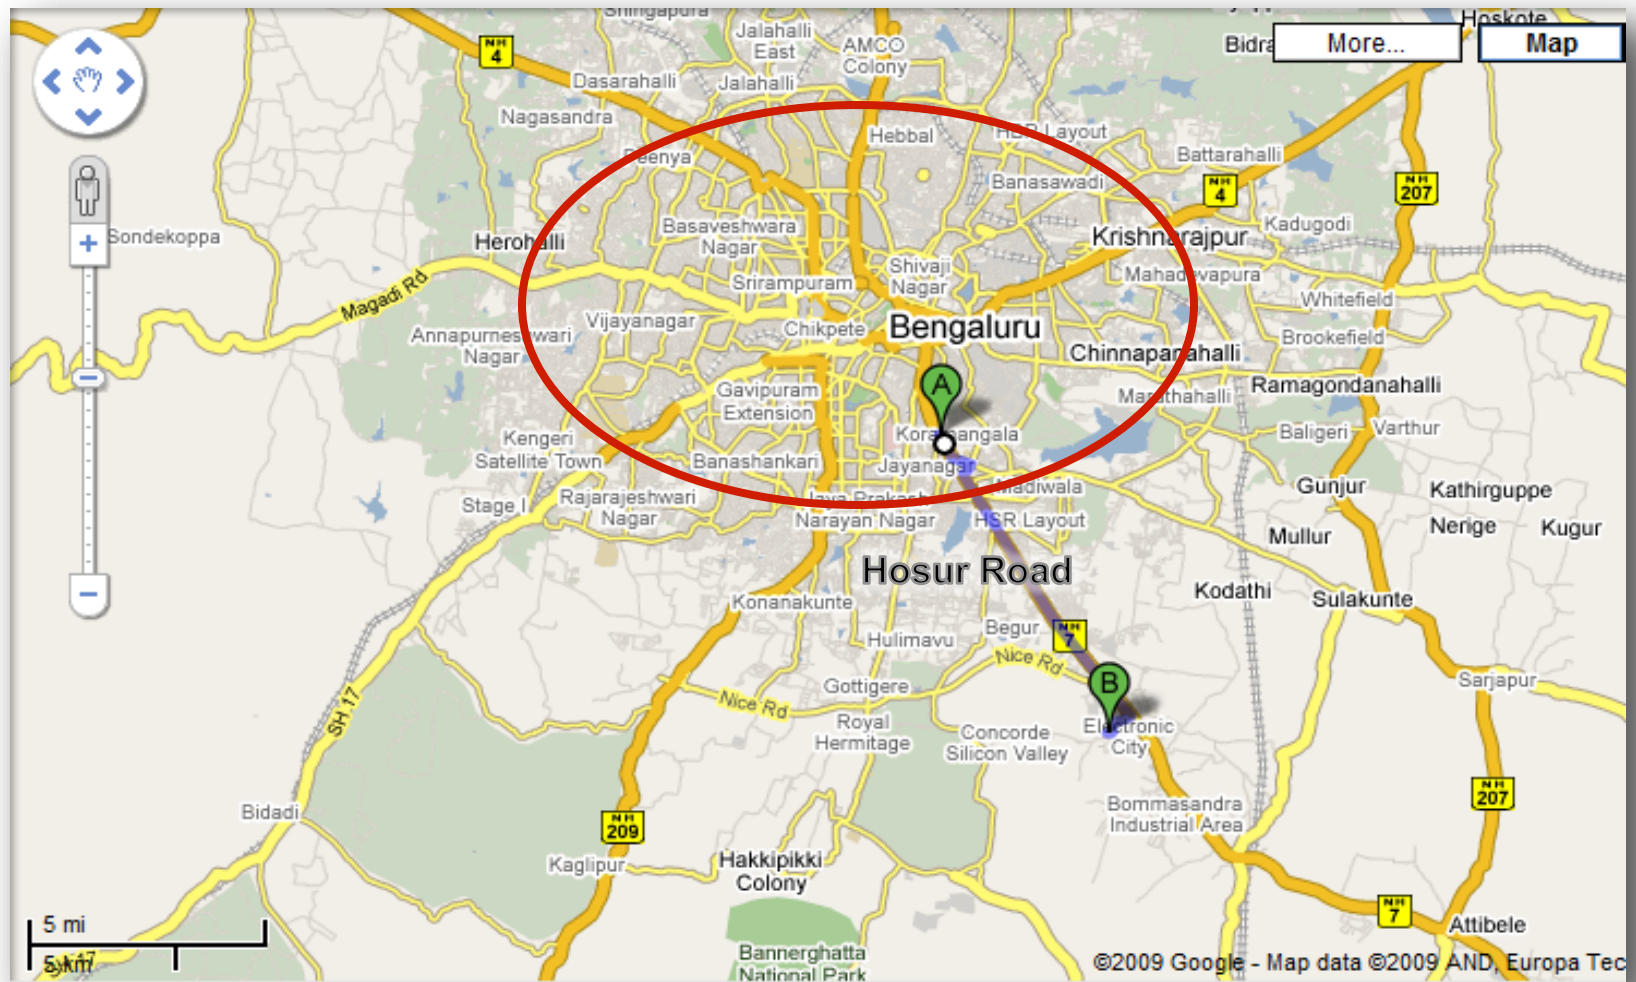 Hoskote
Jalahalli
East
AMCO
Colony
Bidra
More...
Map
NH
4
Dasarahalli
Jalahalli
Nagasandra
Hebbal
HBR Layout
Peenya
Battarahalli
Banasawadi
NH
4
NH
207
Sondekoppa
Herohalli
Basaveshwara
Nagar
Krishnarajpur
Kadugodi
Magadi Rd
Srirampuram
Shivaji
Nagar
Mahadevapura
Whitefield
Vijayanagar
Chikpete
Bengaluru
Annapurneshwari
Nagar
Brookefield
Chinnapanahalli
A
Gavipuram
Extension
Marathahalli
Ramagondanahalli
Kengeri
Satellite Town
Koramangala
Baligeri
Varthur
Banashankari
Jayanagar
Stage I
Rajarajeshwari
Nagar
Jaya Prakash
Narayan Nagar
Madiwala
HSR Layout
Gunjur
Kathirguppe
Nerige
Kugur
Mullur
Hosur Road
Kodathi
Sulakunte
Konanakunte
Hulimavu
Begur
NH
7
Nice Rd
B
Sarjapur
Gottigere
Nice Rd
SH 17
Royal
Hermitage
Concorde
Silicon Valley
Electronic
City
Bidadi
Bommasandra
Industrial Area
NH
207
NH
209
Kaglipur
Hakkipikki
Colony
NH
7
Attibele
5 mi
5 km
Bannerghatta
National Park
©2009 Google - Map data ©2009 AND, Europa Tec